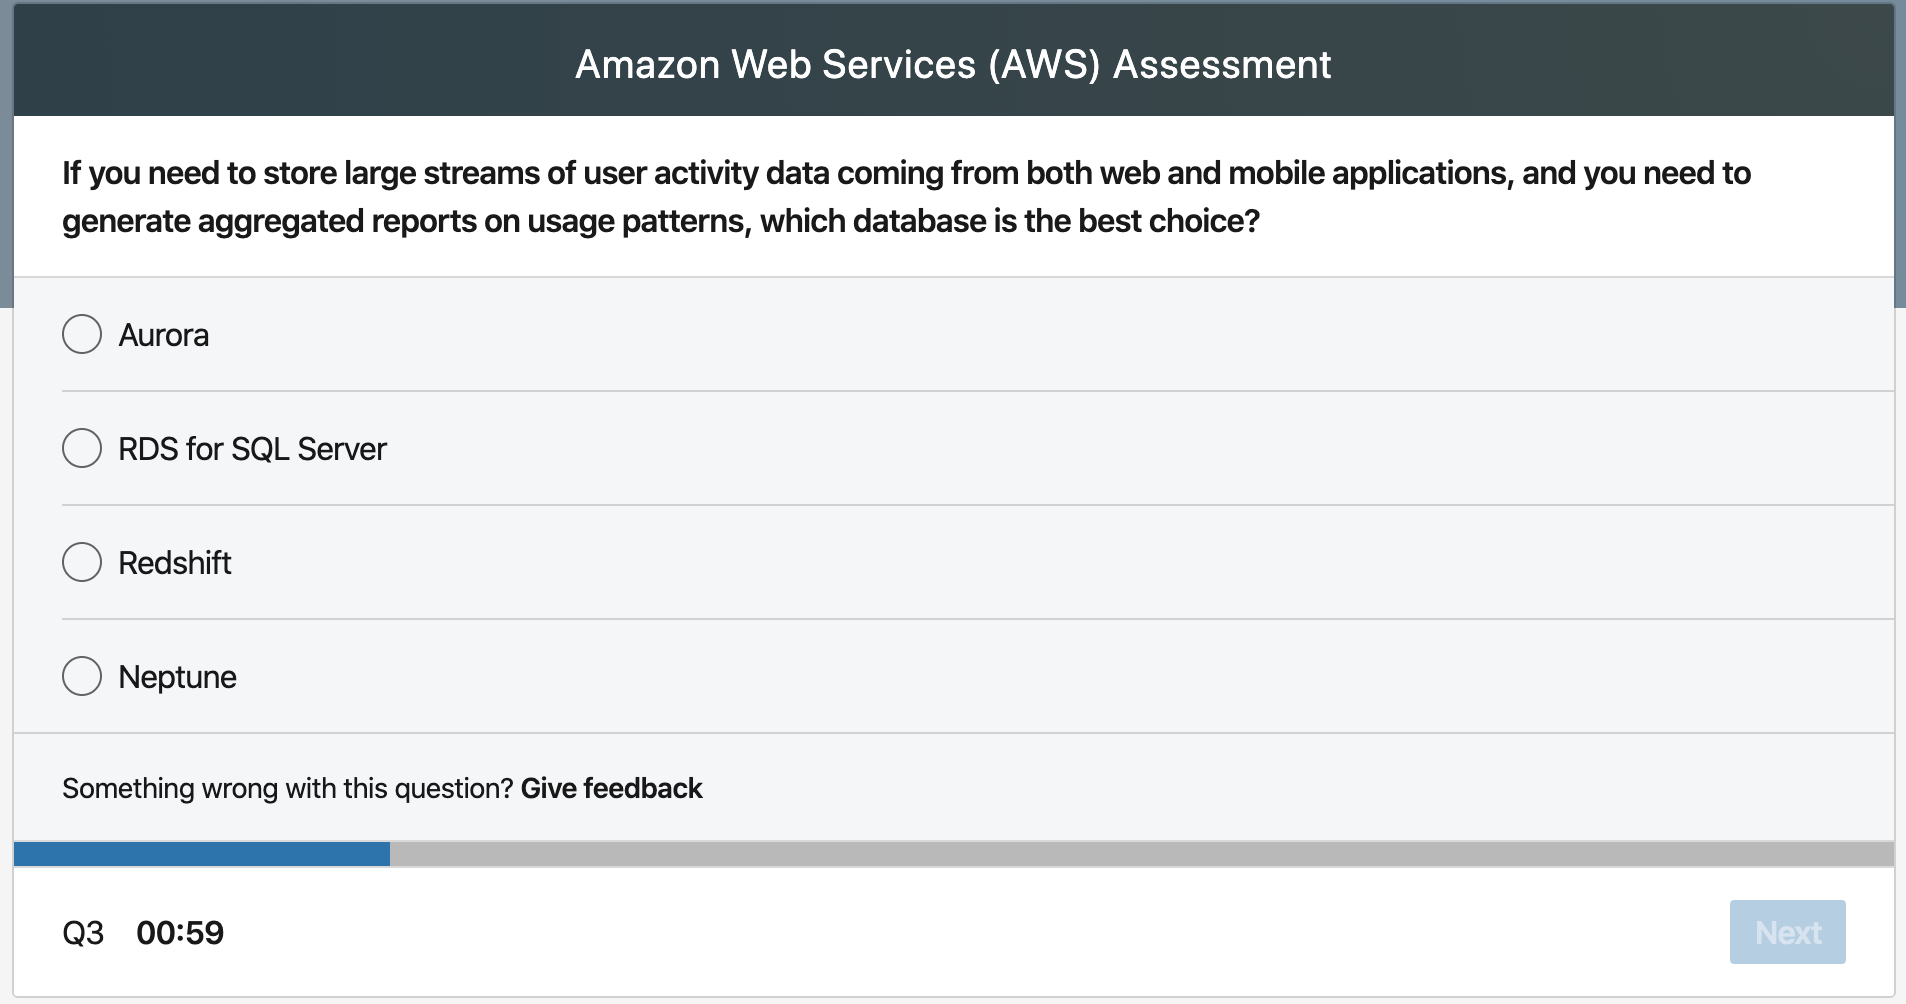 Amazon Web Services (AWS) Assessment
If you need to store large streams of user activity data coming from both web and mobile applications, and you need to
generate aggregated reports on usage patterns, which database is the best choice?
Aurora
RDS for SQL Server
Redshift
Neptune
Something wrong with this question? Give feedback
Q3 00:59
Next